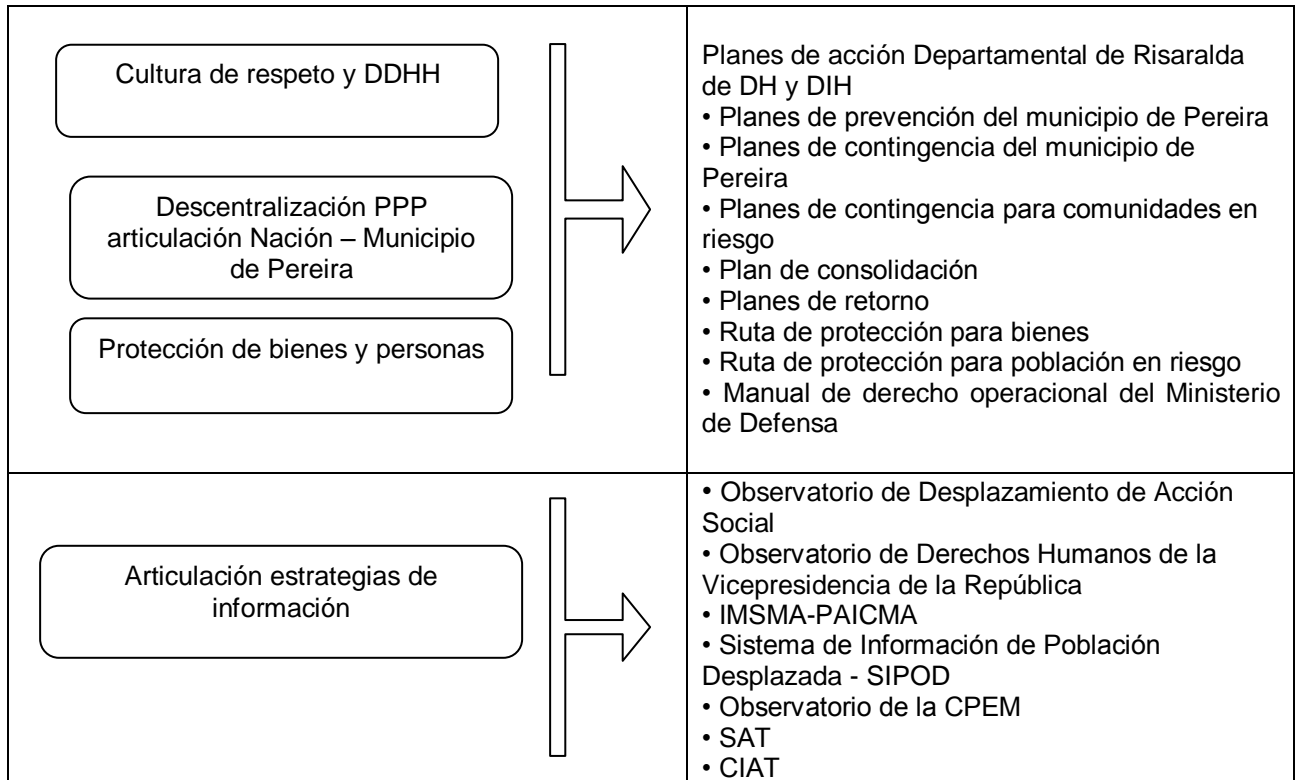 Cultura de respeto y DDHH
Descentralización PPP
articulación Nación – Municipio
de Pereira
Protección de bienes y personas
Planes de acción Departamental de Risaralda
de DH y DIH
• Planes de prevención del municipio de Pereira
• Planes de contingencia del municipio de
Pereira
• Planes de contingencia para comunidades en
riesgo
• Plan de consolidación
• Planes de retorno
• Ruta de protección para bienes
• Ruta de protección para población en riesgo
• Manual de derecho operacional del Ministerio
de Defensa
Articulación estrategias de
información
• Observatorio de Desplazamiento de Acción
Social
• Observatorio de Derechos Humanos de la
Vicepresidencia de la República
• IMSMA-PAICMA
• Sistema de Información de Población
Desplazada - SIPOD
• Observatorio de la CPEM
• SAT
• CIAT